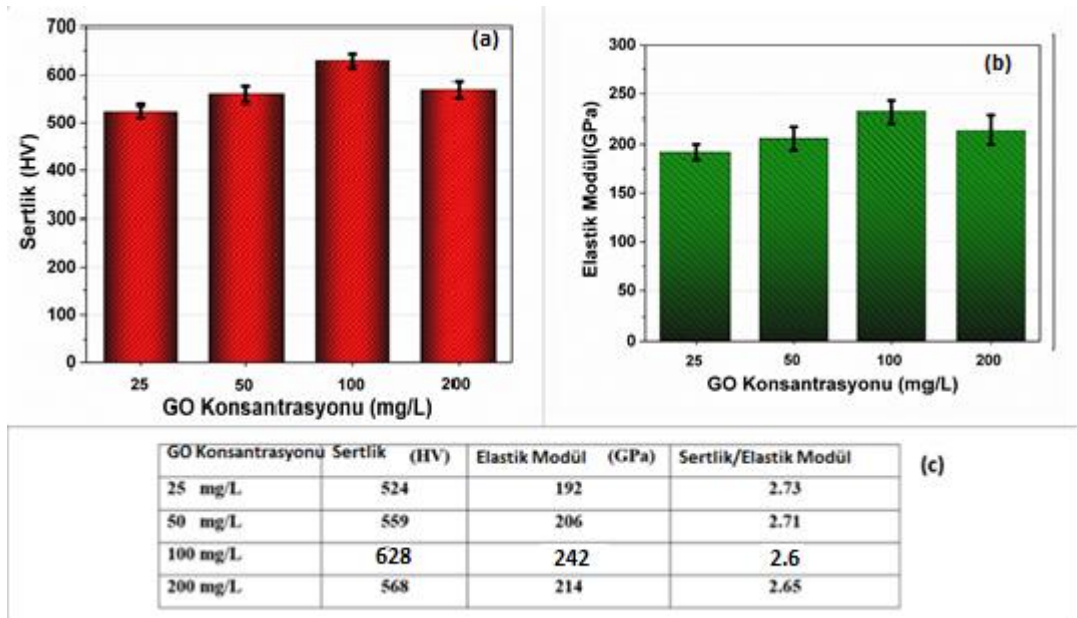 (a)
700
600
500
400
300
200
100
0
Sertlik (HV)
25 50 100 200
GO Konsantrasyonu (mg/L)
(b)
300
250
200
150
100
50
0
Elastik Modül(GPa)
25 50 100 200
GO Konsantrasyonu (mg/L)
GO Konsantrasyonu Sertlik (HV) Elastik Modül (GPa) Sertlik/Elastik Modül
(c)
25 mg/L 524 192 2.73
50 mg/L 559 206 2.71
100 mg/L 628 242 2.6
200 mg/L 568 214 2.65